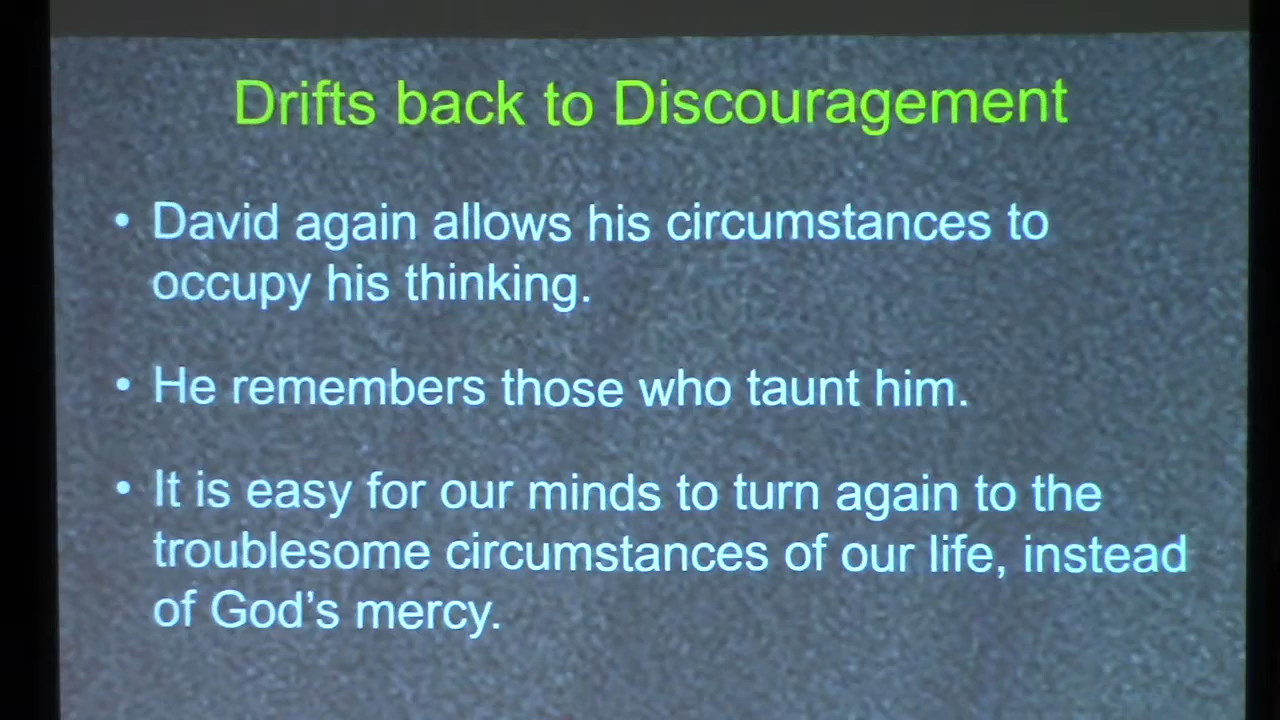 Drifts back to Discouragement
• David again allows his circumstances to
occupy his thinking.
• He remembers those who taunt him.
• It is easy for our minds to turn again to the
troublesome circumstances of our life, instead
of God’s mercy.